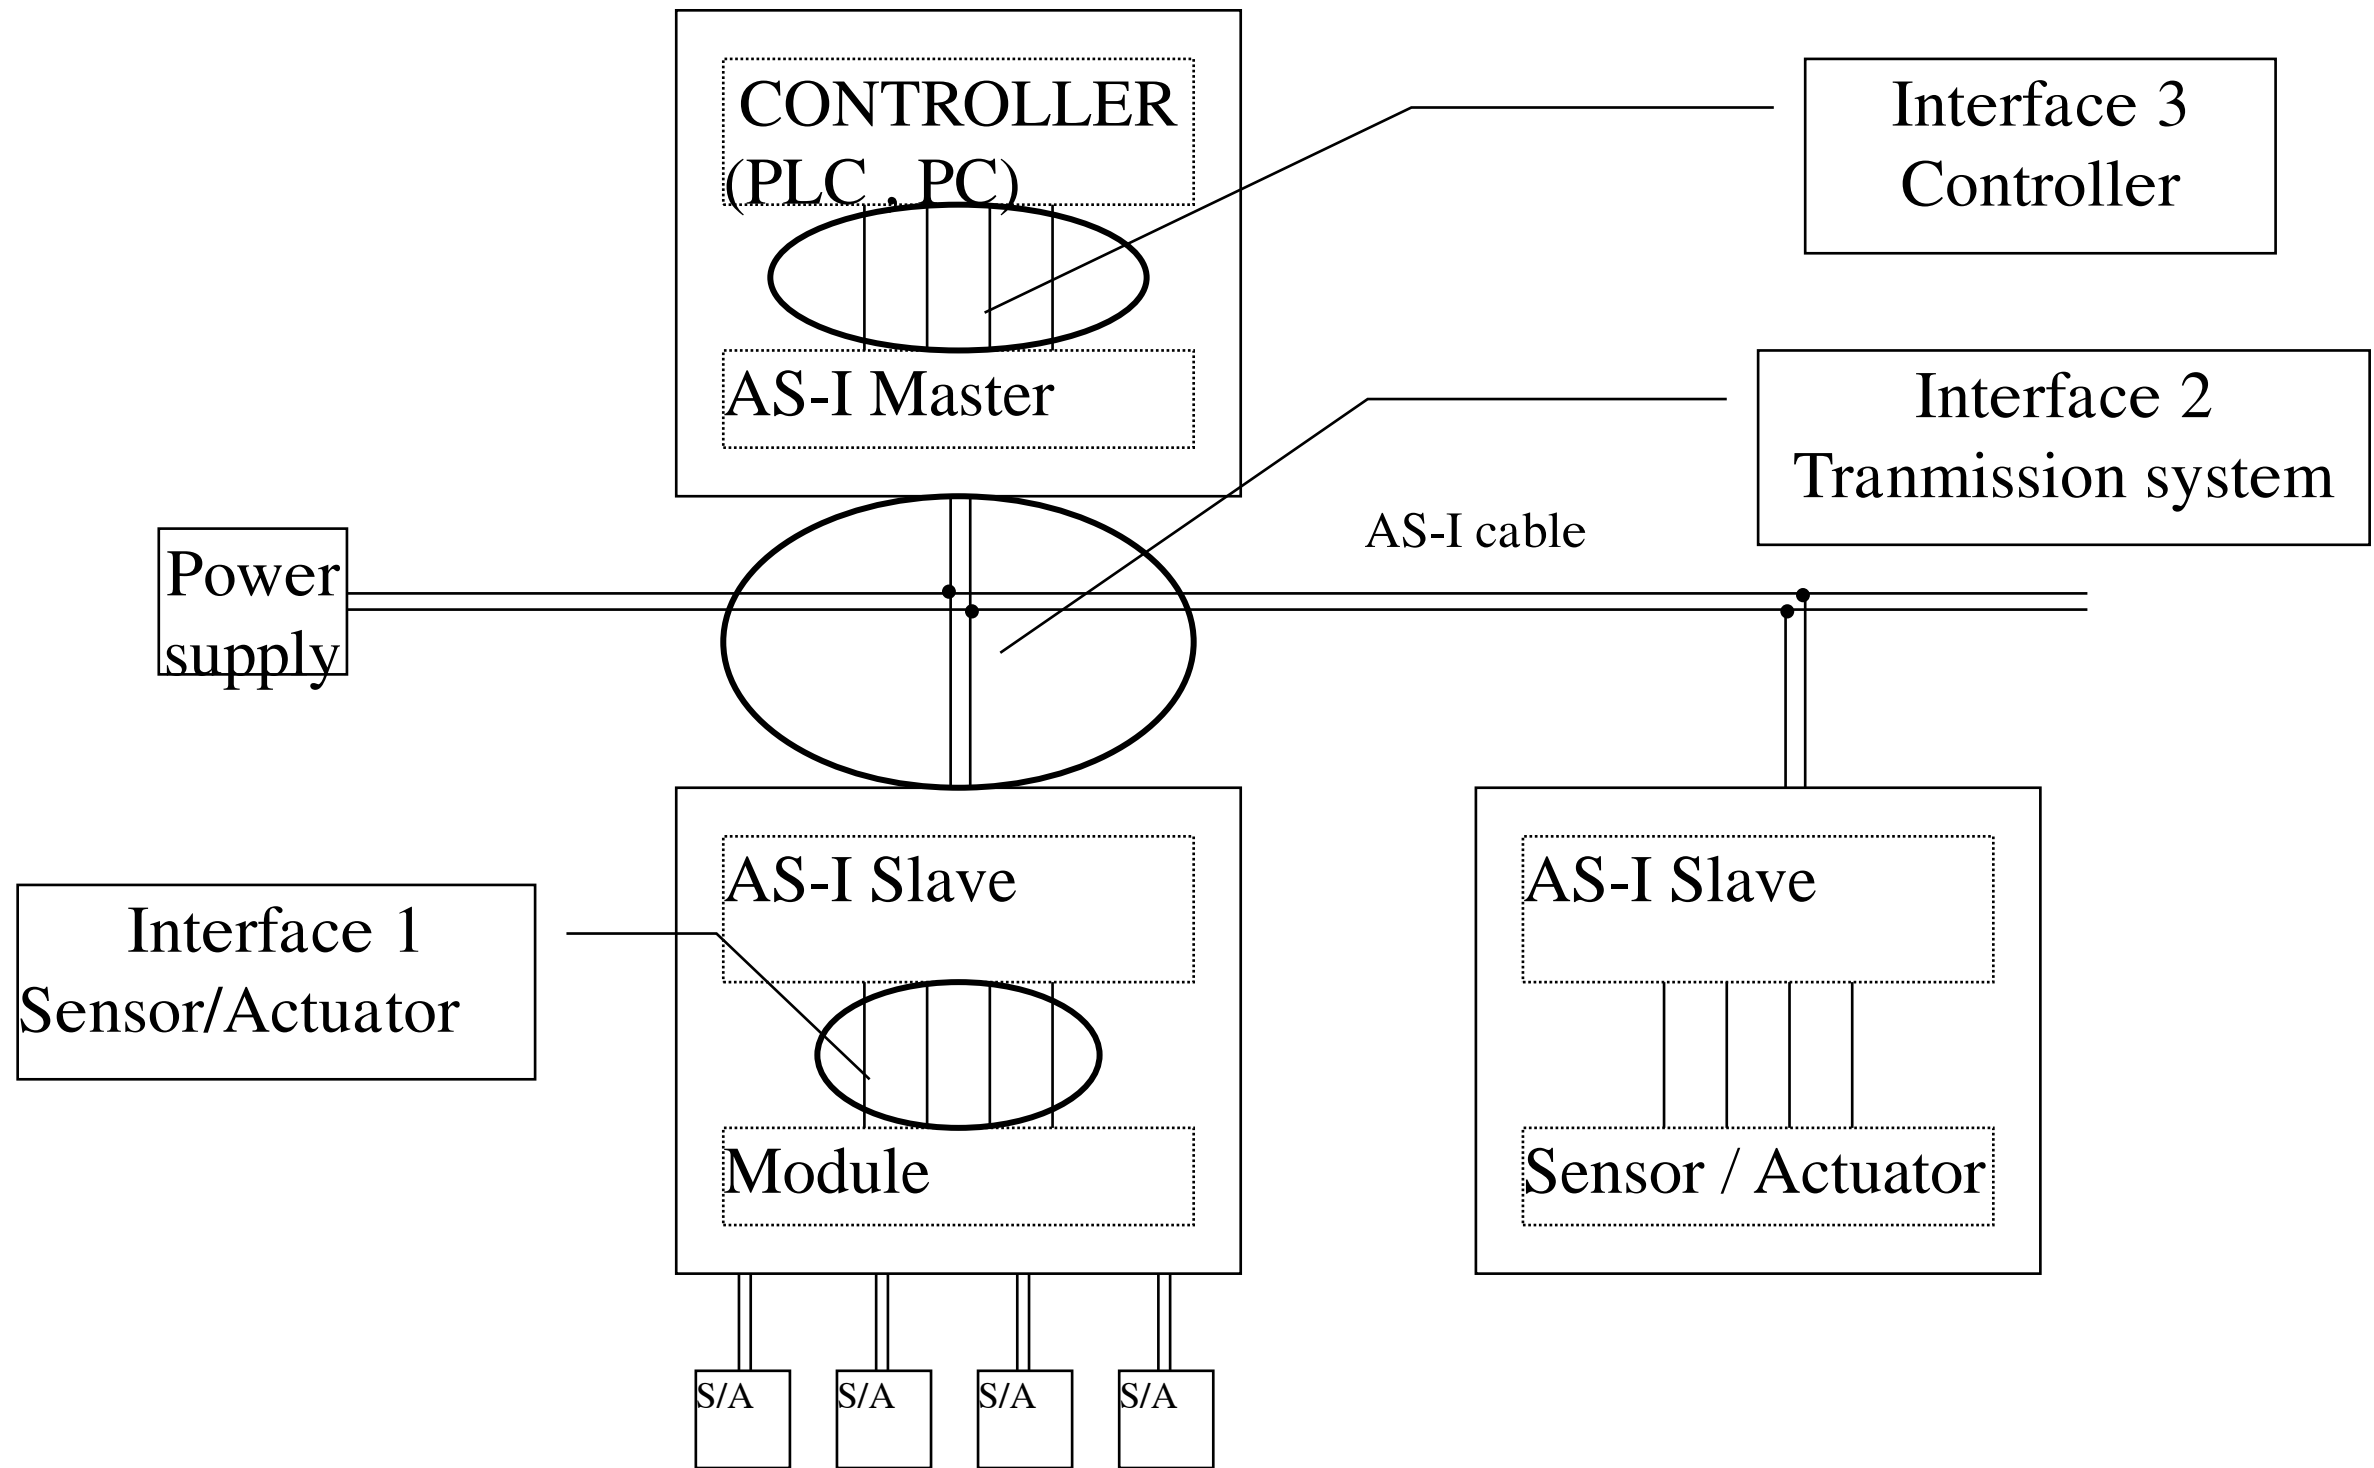 CONTROLLER
(PLC , PC)
Interface 3
Controller
AS-I Master
Interface 2
Tranmission system
AS-I cable
Power
supply
AS-I Slave
AS-I Slave
Interface 1
Sensor/Actuator
Module
Sensor / Actuator
S/A
S/A
S/A
S/A